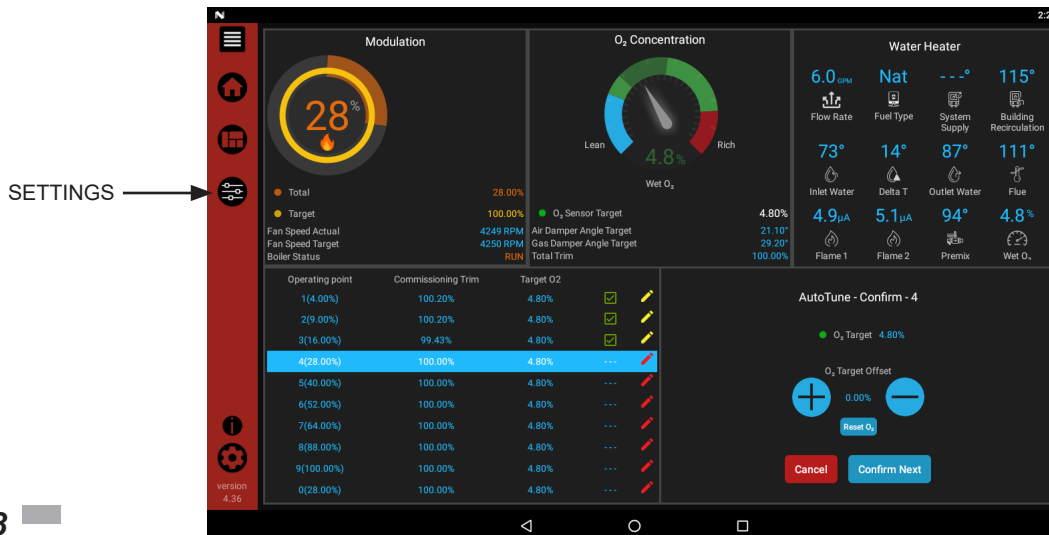 2:2
Modulation
28%
Total 28.00%
Target 100.00%
Fan Speed Actual 4249 RPM
Fan Speed Target 4250 RPM
Boiler Status RUN
O₂ Concentration
Lean Rich
4.8%
Wet O₂
O₂ Sensor Target 4.80%
Air Damper Angle Target 21.10°
Gas Damper Angle Target 29.20°
Total Trim 100.00%
Water Heater
6.0 GPM Nat ---° 115°
Flow Rate Fuel Type System Supply Building Recirculation
73° 14° 87° 111°
Inlet Water Delta T Outlet Water Flue
4.9µA 5.1µA 94° 4.8%
Flame 1 Flame 2 Premix Wet O₂
SETTINGS
Operating point Commissioning Trim Target O2
1(4.00%) 100.20% 4.80%
2(9.00%) 100.20% 4.80%
3(16.00%) 99.43% 4.80%
4(28.00%) 100.00% 4.80% ---
5(40.00%) 100.00% 4.80% ---
6(52.00%) 100.00% 4.80% ---
7(64.00%) 100.00% 4.80% ---
8(88.00%) 100.00% 4.80% ---
9(100.00%) 100.00% 4.80% ---
0(28.00%) 100.00% 4.80% ---
AutoTune - Confirm - 4
O₂ Target 4.80%
O₂ Target Offset
0.00%
Reset O₂
Cancel Confirm Next
version
4.36